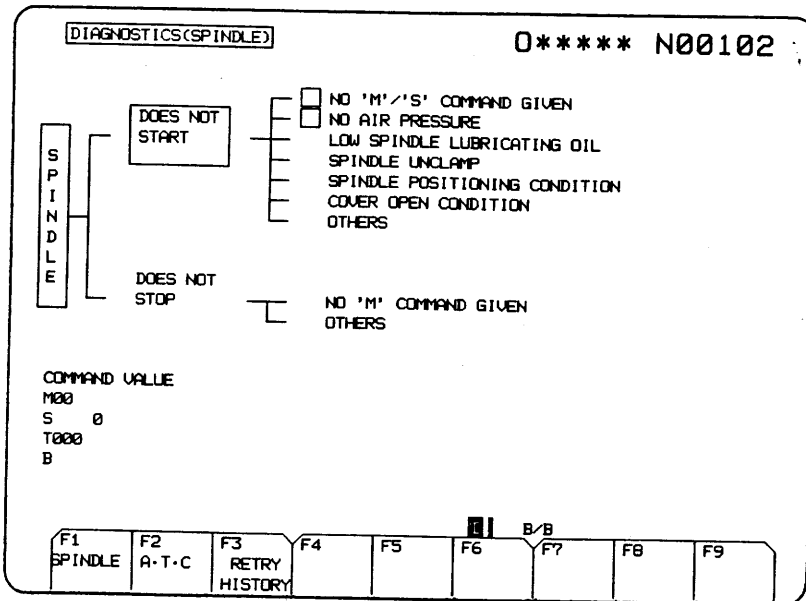 DIAGNOSTICS(SPINDLE)
O***** N00102
SPINDLE
DOES NOT
START
NO 'M'/'S' COMMAND GIVEN
NO AIR PRESSURE
LOW SPINDLE LUBRICATING OIL
SPINDLE UNCLAMP
SPINDLE POSITIONING CONDITION
COVER OPEN CONDITION
OTHERS
DOES NOT
STOP
NO 'M' COMMAND GIVEN
OTHERS
COMMAND VALUE
M00
S 0
T000
B
B/B
F1
SPINDLE
F2
A·T·C
F3
RETRY
HISTORY
F4
F5
F6
F7
F8
F9